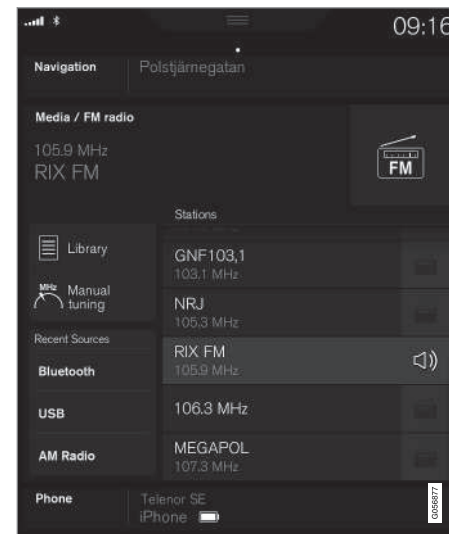 09:16
Navigation
Polstjärnegatan
Media / FM radio
105.9 MHz
RIX FM
FM
Stations
Library
MHz
Manual
tuning
Recent Sources
Bluetooth
USB
AM Radio
GNF103,1
103.1 MHz
NRJ
105.3 MHz
RIX FM
105.9 MHz
106.3 MHz
MEGAPOL
107.3 MHz
Phone
Telenor SE
iPhone
G056877